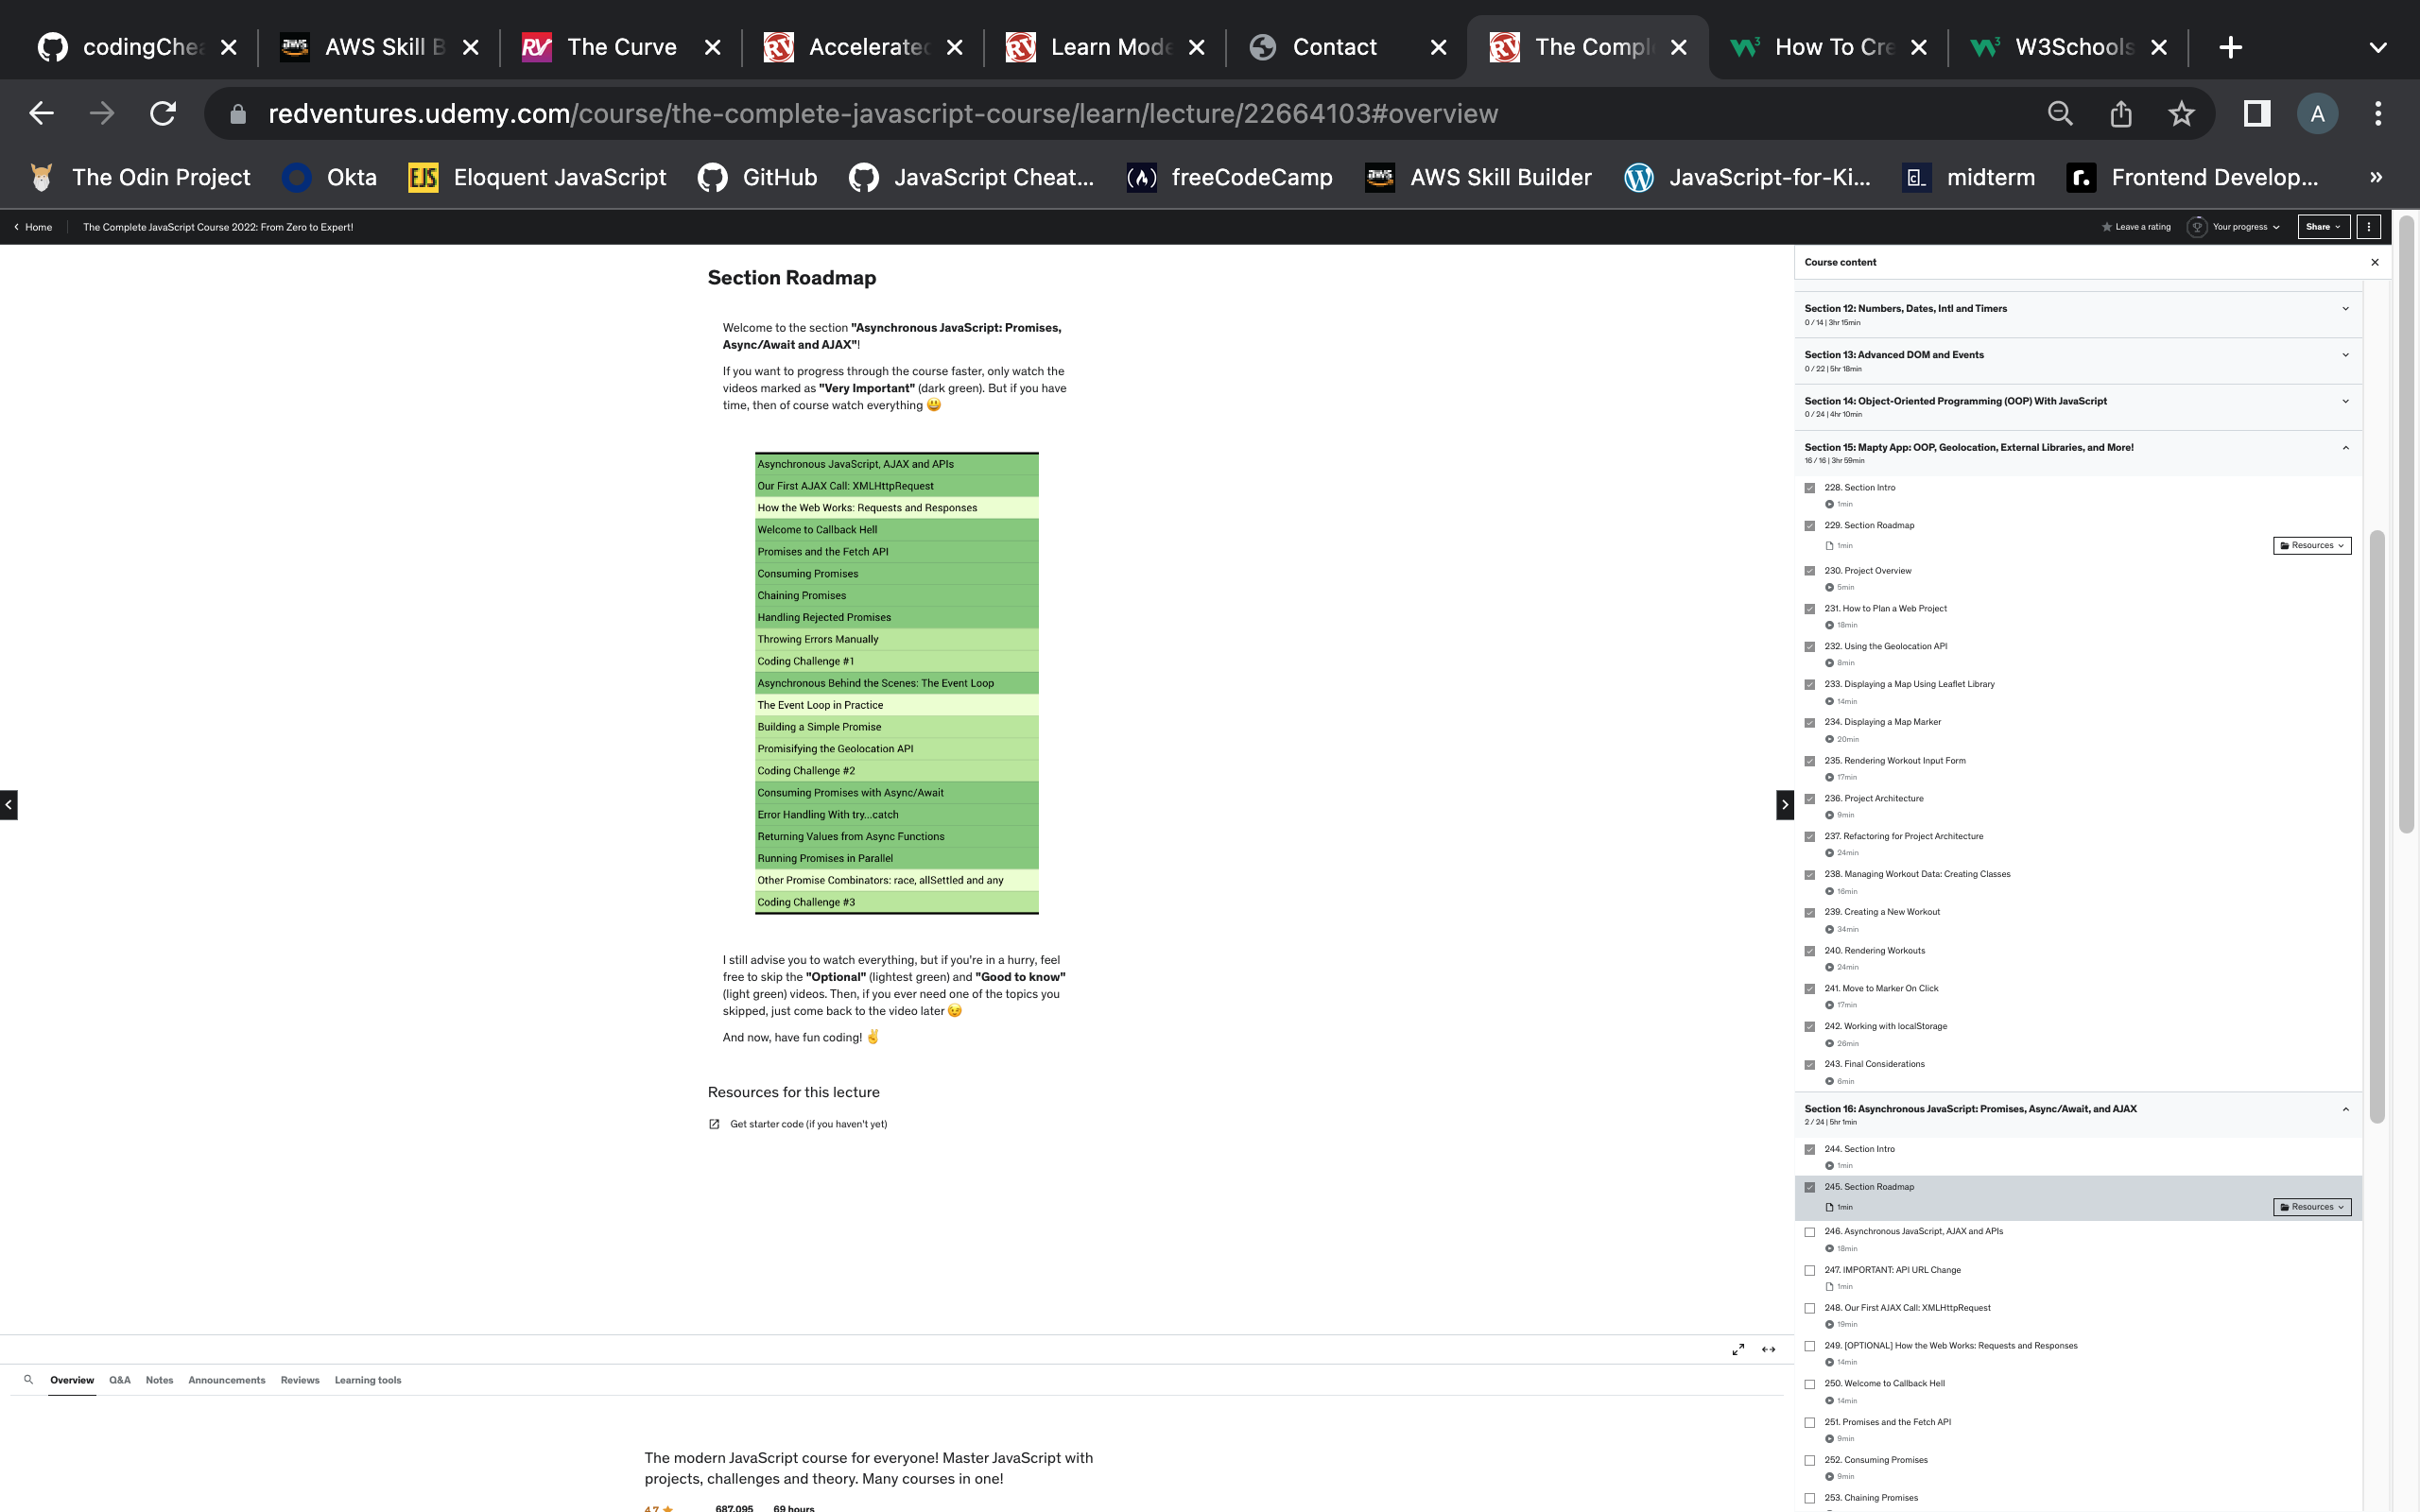 codingChe
AWS Skill B
The Curve
Accelerated
Learn Mode
Contact
The Compl
How To Cre
W3Schools
redventures.udemy.com/course/the-complete-javascript-course/learn/lecture/22664103#overview
A
The Odin Project
Okta
EJS Eloquent JavaScript
GitHub
JavaScript Cheat...
freeCodeCamp
AWS Skill Builder
JavaScript-for-Ki...
midterm
Frontend Develop...
Home
The Complete JavaScript Course 2022: From Zero to Expert!
Leave a rating
Your progress
Share
Section Roadmap
Welcome to the section "Asynchronous JavaScript: Promises,
Async/Await and AJAX"!
If you want to progress through the course faster, only watch the
videos marked as "Very Important" (dark green). But if you have
time, then of course watch everything 😃
Asynchronous JavaScript, AJAX and APIs
Our First AJAX Call: XMLHttpRequest
How the Web Works: Requests and Responses
Welcome to Callback Hell
Promises and the Fetch API
Consuming Promises
Chaining Promises
Handling Rejected Promises
Throwing Errors Manually
Coding Challenge #1
Asynchronous Behind the Scenes: The Event Loop
The Event Loop in Practice
Building a Simple Promise
Promisifying the Geolocation API
Coding Challenge #2
Consuming Promises with Async/Await
Error Handling With try...catch
Returning Values from Async Functions
Running Promises in Parallel
Other Promise Combinators: race, allSettled and any
Coding Challenge #3
I still advise you to watch everything, but if you're in a hurry, feel
free to skip the "Optional" (lightest green) and "Good to know"
(light green) videos. Then, if you ever need one of the topics you
skipped, just come back to the video later 😉
And now, have fun coding! ✌️
Resources for this lecture
Get starter code (if you haven't yet)
Overview
Q&A
Notes
Announcements
Reviews
Learning tools
The modern JavaScript course for everyone! Master JavaScript with
projects, challenges and theory. Many courses in one!
4.7 ★ 687,095 69 hours
Course content
Section 12: Numbers, Dates, Intl and Timers
0 / 14 | 3hr 15min
Section 13: Advanced DOM and Events
0 / 22 | 5hr 18min
Section 14: Object-Oriented Programming (OOP) With JavaScript
0 / 24 | 4hr 10min
Section 15: Mapty App: OOP, Geolocation, External Libraries, and More!
16 / 16 | 3hr 59min
228. Section Intro
1min
229. Section Roadmap
1min
Resources
230. Project Overview
5min
231. How to Plan a Web Project
18min
232. Using the Geolocation API
8min
233. Displaying a Map Using Leaflet Library
14min
234. Displaying a Map Marker
20min
235. Rendering Workout Input Form
17min
236. Project Architecture
9min
237. Refactoring for Project Architecture
24min
238. Managing Workout Data: Creating Classes
16min
239. Creating a New Workout
34min
240. Rendering Workouts
24min
241. Move to Marker On Click
17min
242. Working with localStorage
26min
243. Final Considerations
6min
Section 16: Asynchronous JavaScript: Promises, Async/Await, and AJAX
2 / 24 | 5hr 1min
244. Section Intro
1min
245. Section Roadmap
1min
Resources
246. Asynchronous JavaScript, AJAX and APIs
18min
247. IMPORTANT: API URL Change
1min
248. Our First AJAX Call: XMLHttpRequest
19min
249. [OPTIONAL] How the Web Works: Requests and Responses
14min
250. Welcome to Callback Hell
14min
251. Promises and the Fetch API
9min
252. Consuming Promises
9min
253. Chaining Promises